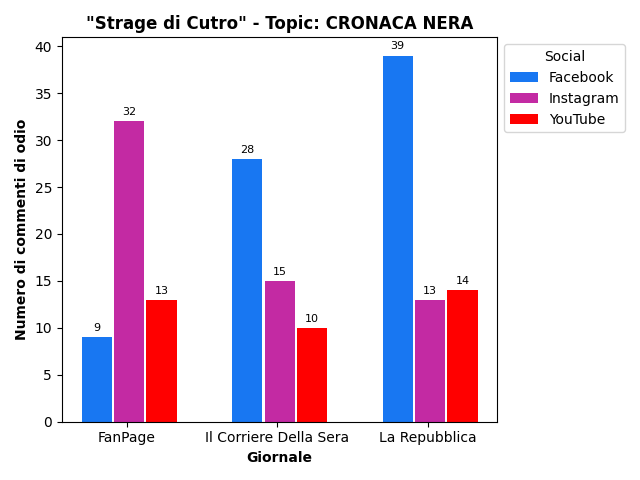 "Strage di Cutro" - Topic: CRONACA NERA
Numero di commenti di odio
40
35
30
25
20
15
10
5
0
9
32
13
28
15
10
39
13
14
FanPage
Il Corriere Della Sera
La Repubblica
Giornale
Social
Facebook
Instagram
YouTube